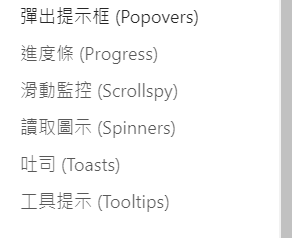 彈出提示框 (Popovers)
進度條 (Progress)
滑動監控 (Scrollspy)
讀取圖示 (Spinners)
吐司 (Toasts)
工具提示 (Tooltips)